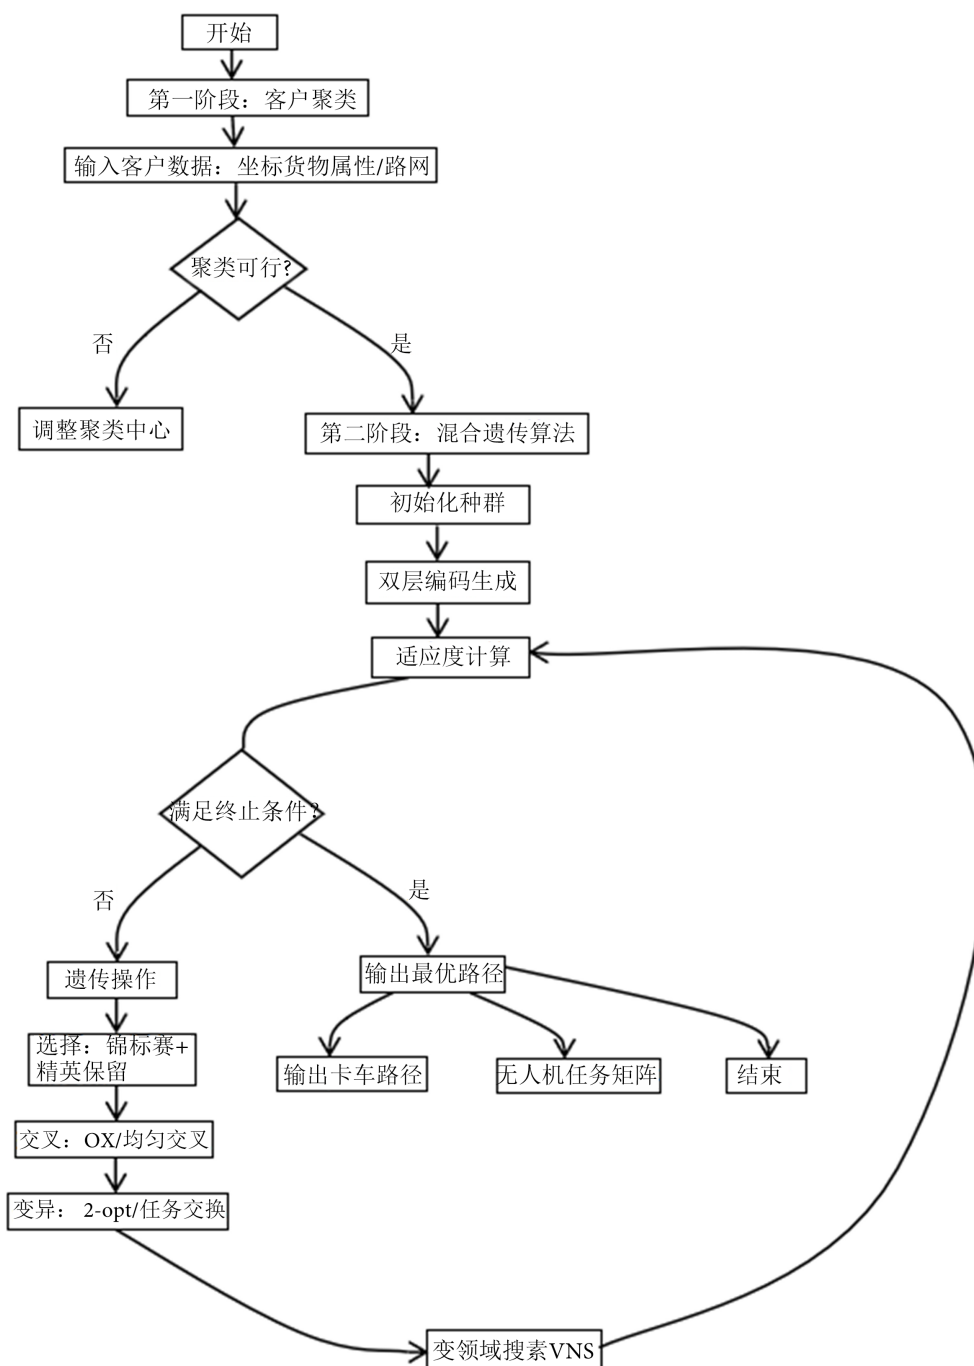 开始
第一阶段：客户聚类
输入客户数据：坐标货物属性/路网
聚类可行?
否
是
调整聚类中心
第二阶段：混合遗传算法
初始化种群
双层编码生成
适应度计算
满足终止条件?
否
是
遗传操作
输出最优路径
选择：锦标赛+
精英保留
输出卡车路径
无人机任务矩阵
结束
交叉：OX/均匀交叉
变异： 2-opt/任务交换
变领域搜素VNS